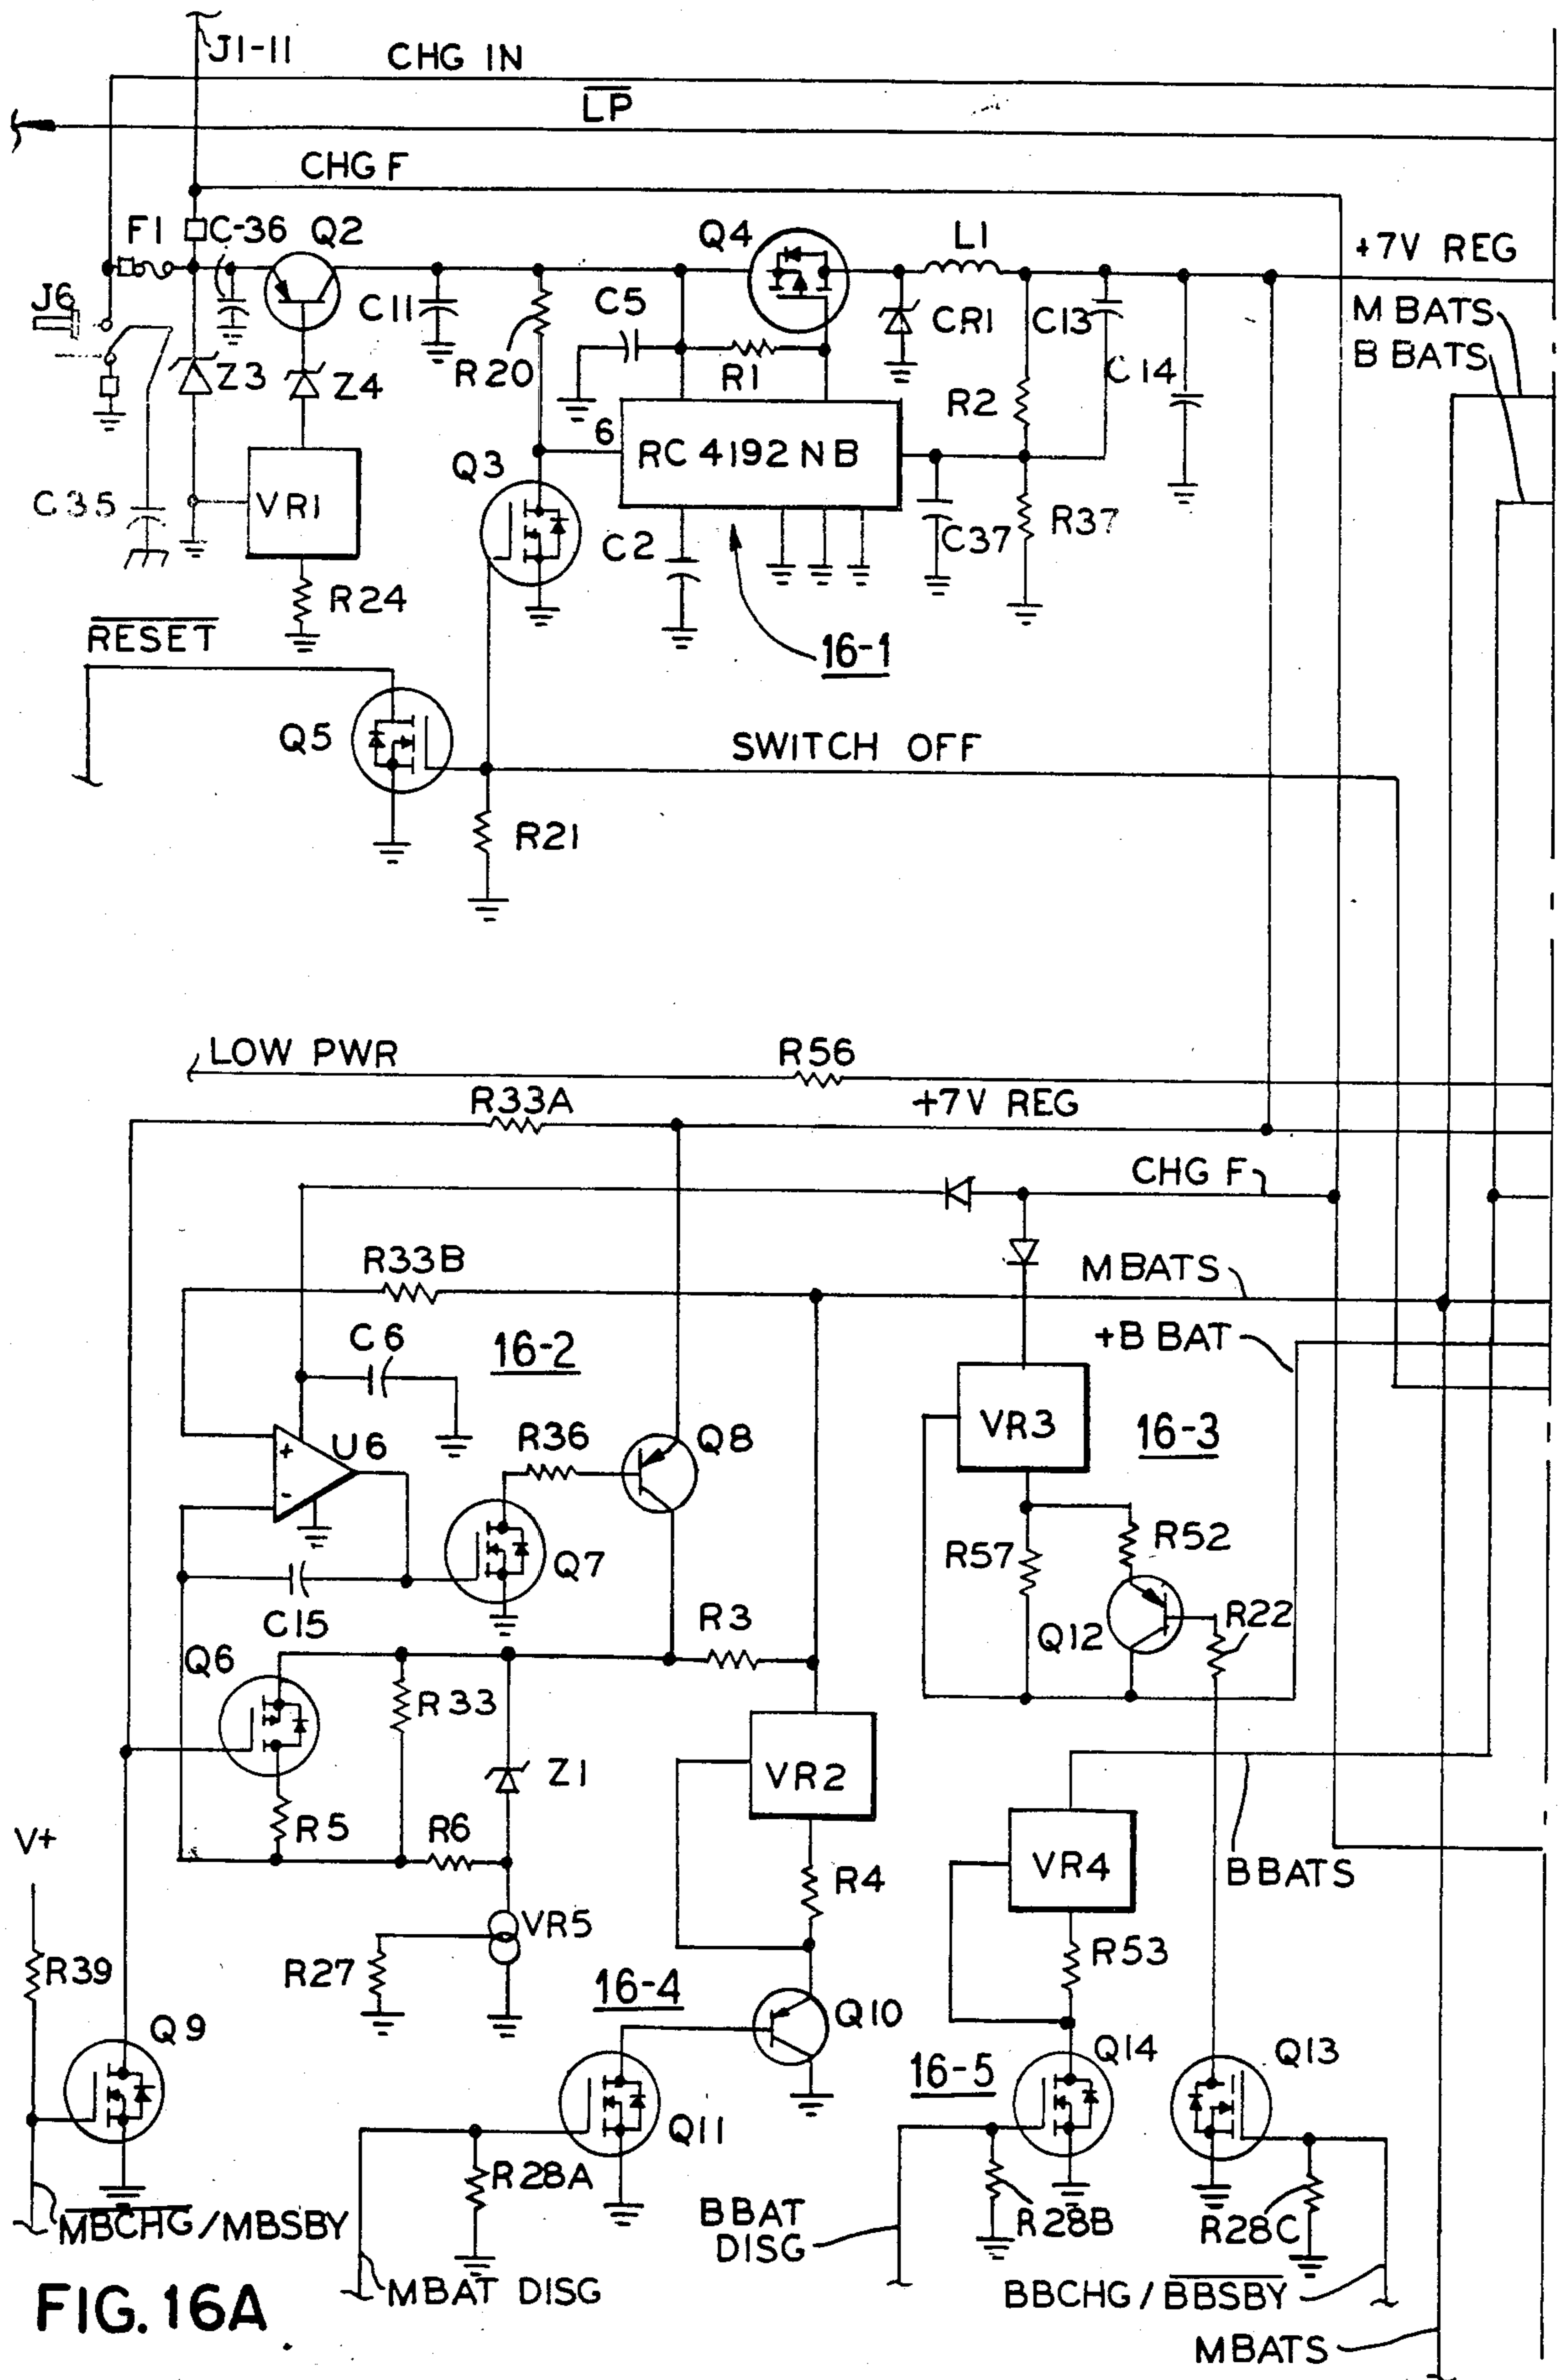 J1-11
CHG IN
LP
CHG F
F1
C-36
Q2
Q4
L1
+7V REG
J6
C11
C5
CR1
C13
M BATS
B BATS
R20
R1
Z3
Z4
R2
C14
6
RC 4192 NB
Q3
C35
VR1
C2
C37
R37
R24
RESET
16-1
Q5
SWITCH OFF
R21
LOW PWR
R56
R33A
+7V REG
CHG F
R33B
M BATS
C6
16-2
+B BAT
VR3
16-3
+
U6
-
R36
Q8
R57
R52
Q7
C15
R3
Q12
R22
Q6
R33
Z1
VR2
R5
R6
V+
R4
VR4
B BATS
VR5
R39
R27
R53
16-4
Q10
Q9
16-5
Q14
Q13
Q11
R28A
MBCHG/MBSBY
BBAT
DISG
R28B
R28C
FIG. 16A
MBAT DISG
BBCHG/BBSBY
M BATS